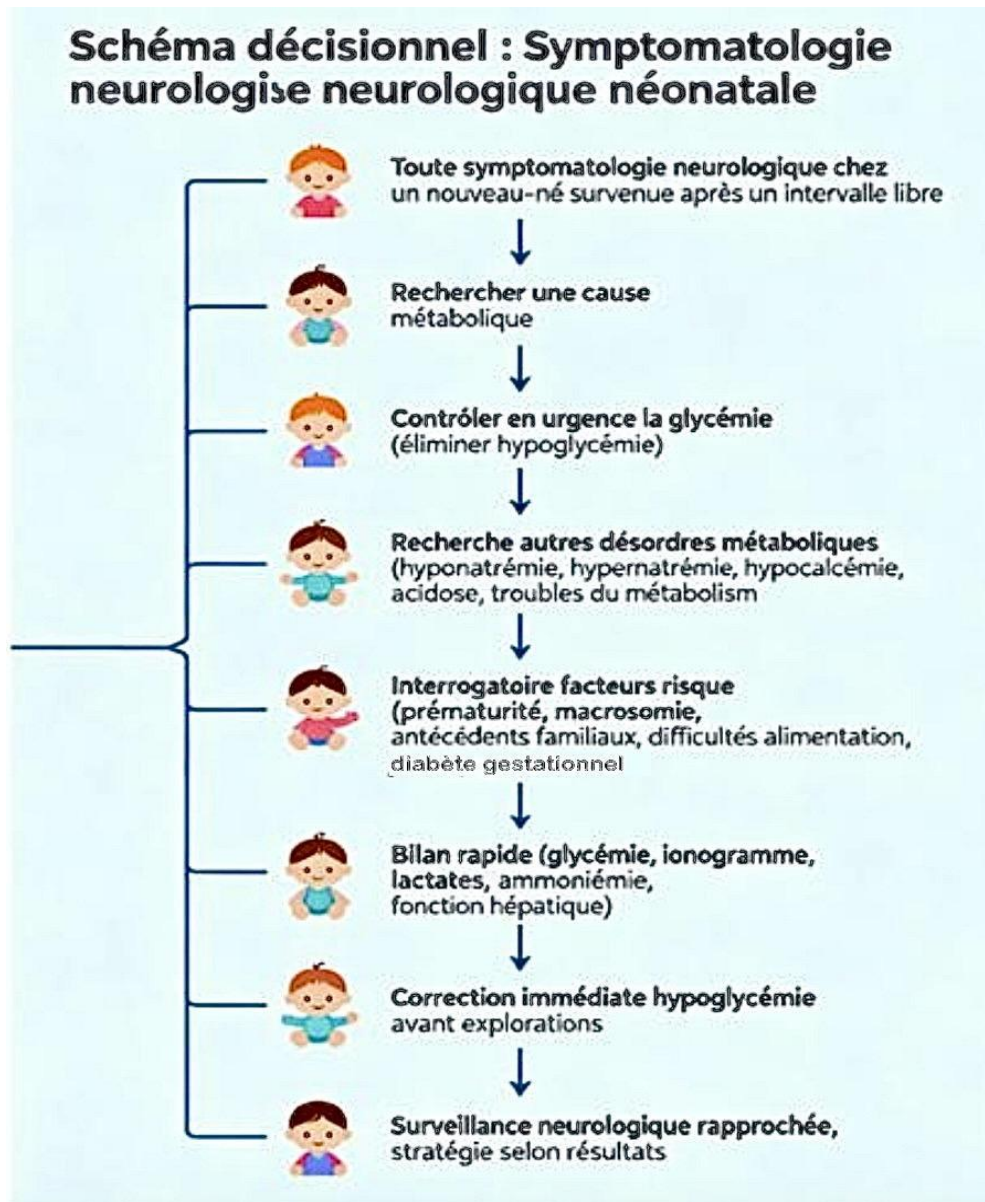 Schéma décisionnel : Symptomatologie
neurologise neurologique néonatale
Toute symptomatologie neurologique chez
un nouveau-né survenue après un intervalle libre
Rechercher une cause
métabolique
Contrôler en urgence la glycémie
(éliminer hypoglycémie)
Recherche autres désordres métaboliques
(hyponatrémie, hypernatrémie, hypocalcémie,
acidose, troubles du métabolism
Interrogatoire facteurs risque
(prématurité, macrosomie,
antécédents familiaux, difficultés alimentation,
diabète gestationnel
Bilan rapide (glycémie, ionogramme,
lactates, ammoniémie,
fonction hépatique)
Correction immédiate hypoglycémie
avant explorations
Surveillance neurologique rapprochée,
stratégie selon résultats